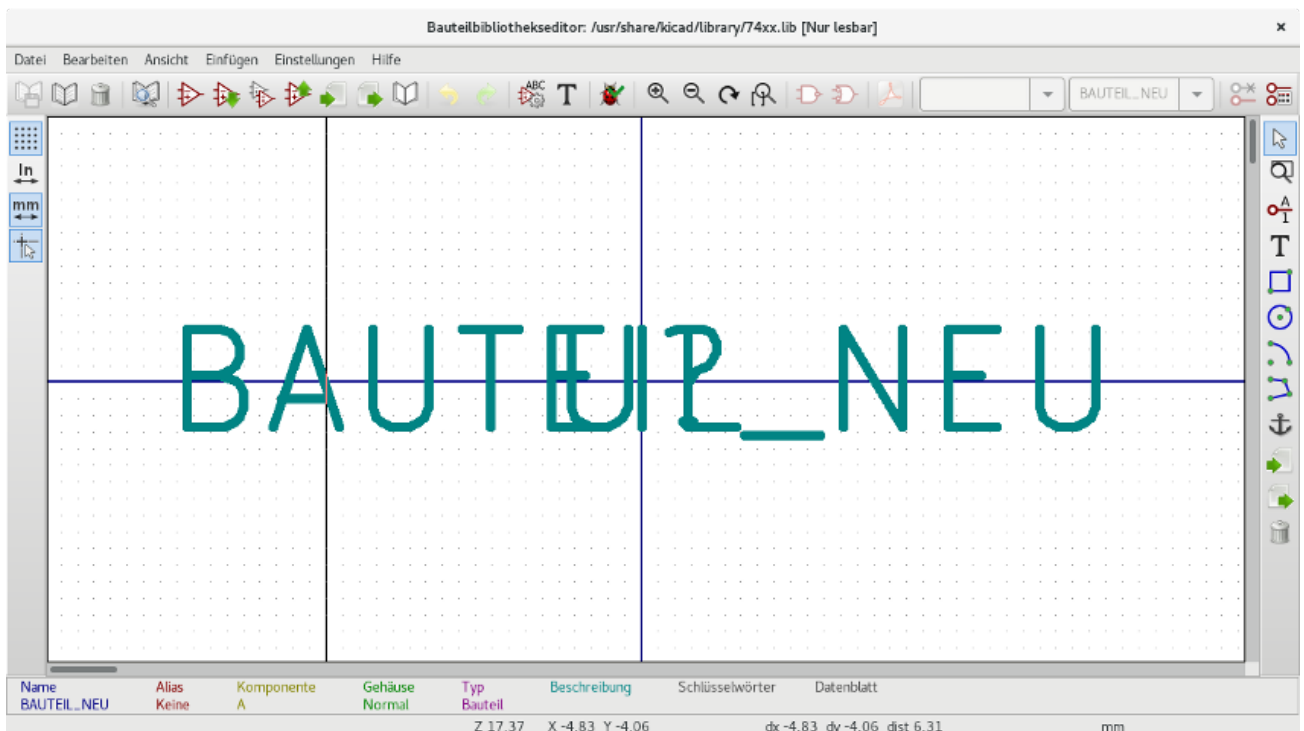 Bauteilbibliothekseditor: /usr/share/kicad/library/74xx.lib [Nur lesbar]
Datei Bearbeiten Ansicht Einfügen Einstellungen Hilfe
ABC T BAUTEIL_NEU
In
mm
A
1
T
BAUTEIL_NEU
U?
Name Alias Komponente Gehäuse Typ Beschreibung Schlüsselwörter Datenblatt
BAUTEIL_NEU Keine A Normal Bauteil
Z 17.37 X -4.83 Y -4.06 dx -4.83 dy -4.06 dist 6.31 mm